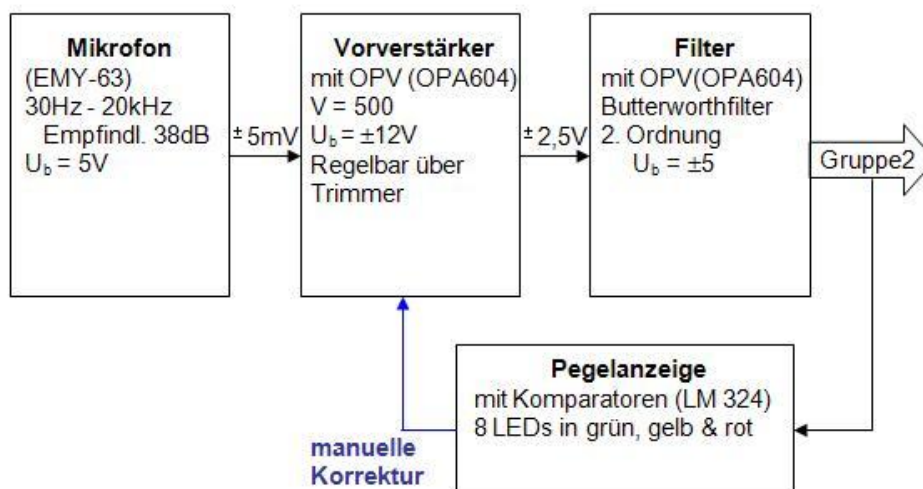 Mikrofon
(EMY-63)
30Hz - 20kHz
Empfindl. 38dB
U_b = 5V
± 5mV
Vorverstärker
mit OPV (OPA604)
V = 500
U_b = ±12V
Regelbar über
Trimmer
± 2,5V
Filter
mit OPV(OPA604)
Butterworthfilter
2. Ordnung
U_b = ±5
Gruppe2
Pegelanzeige
mit Komparatoren (LM 324)
8 LEDs in grün, gelb & rot
manuelle
Korrektur